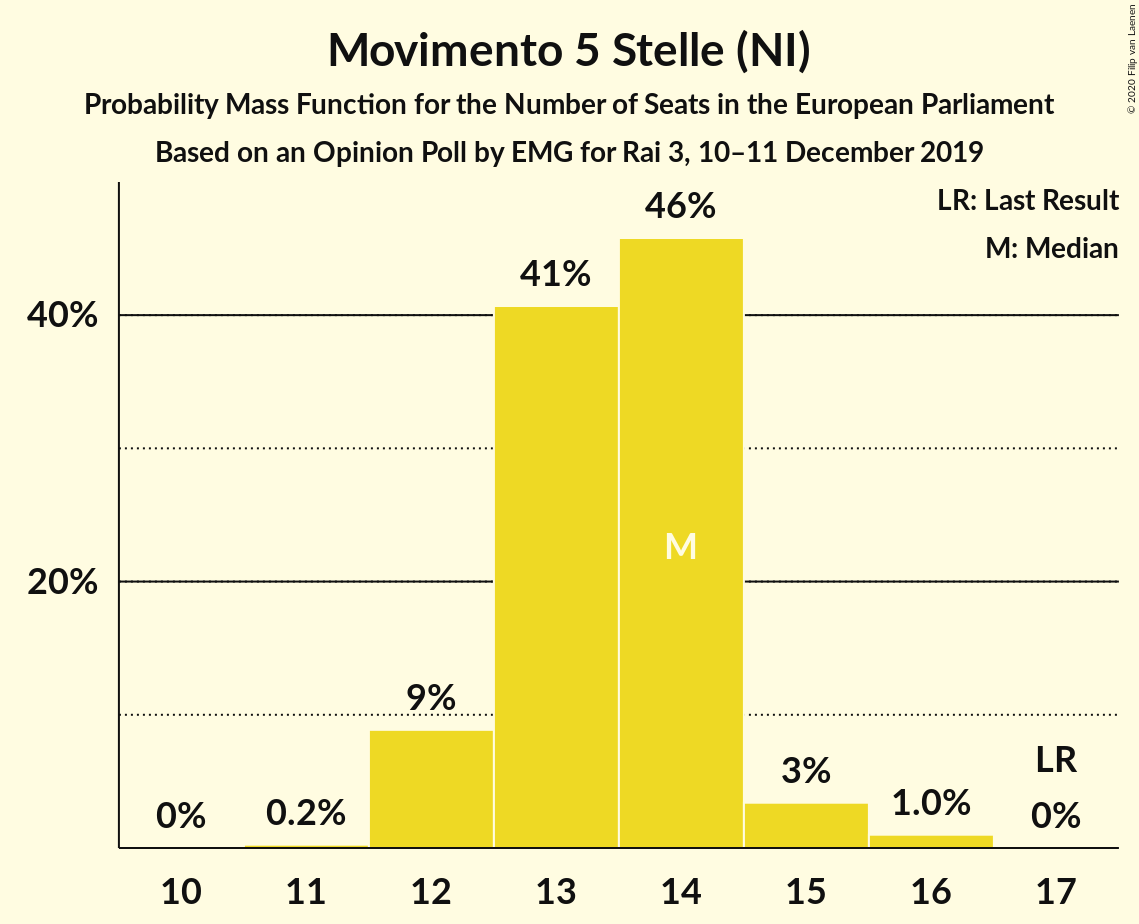 Movimento 5 Stelle (NI)
Probability Mass Function for the Number of Seats in the European Parliament
Based on an Opinion Poll by EMG for Rai 3, 10–11 December 2019
© 2020 Filip van Laenen
LR: Last Result
M: Median
40%
20%
0%
0.2%
9%
41%
46%
M
3%
1.0%
LR
0%
10 11 12 13 14 15 16 17